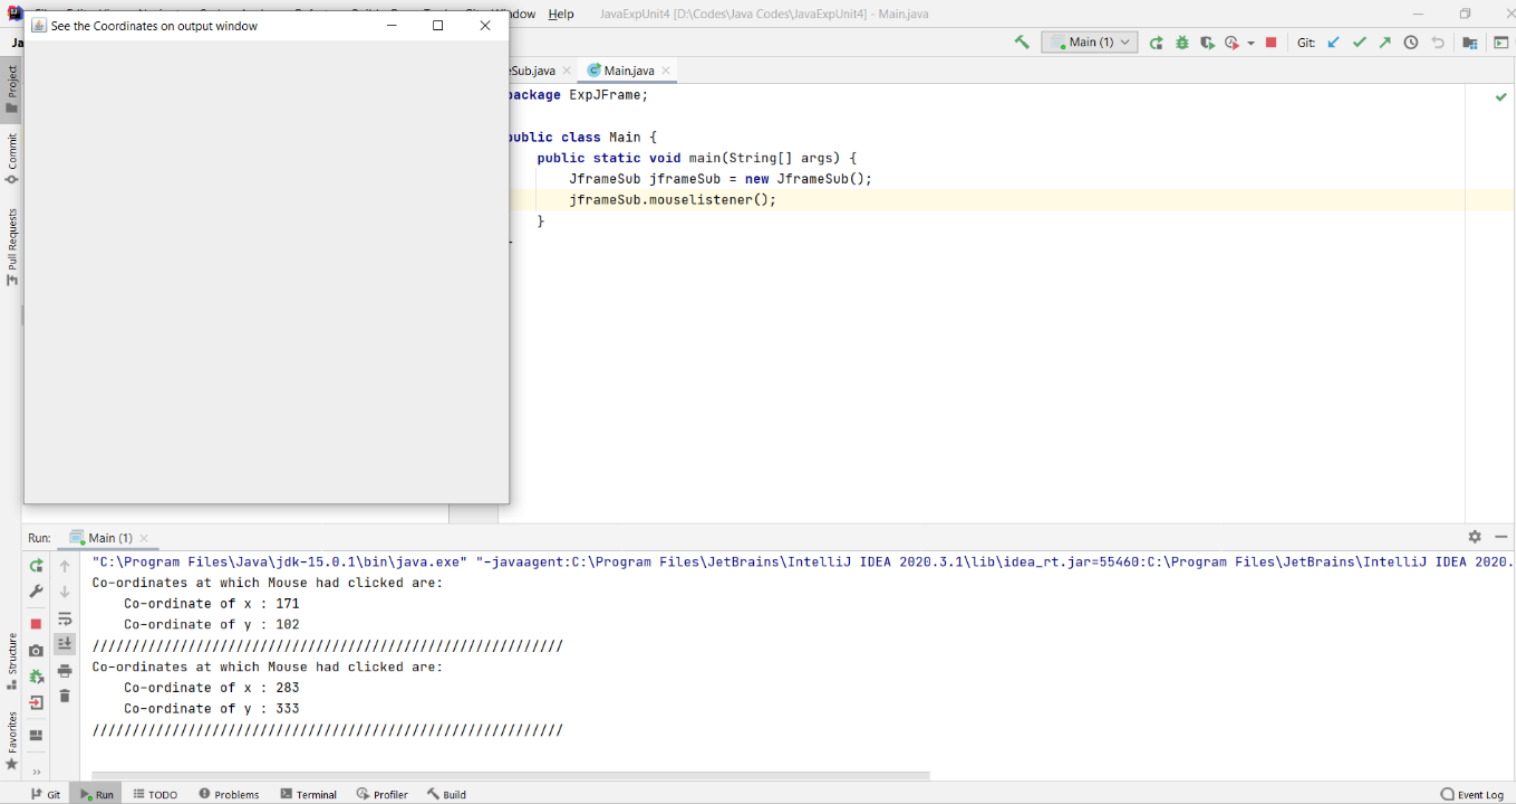 See the Coordinates on output window
Window Help JavaExpUnit4 [D:\Codes\Java Codes\JavaExpUnit4] - Main.java
Main (1)
Git:
Sub.java
Main.java
Project
Commit
Pull Requests
Structure
Favorites
package ExpJFrame;
public class Main {
public static void main(String[] args) {
JframeSub jframeSub = new JframeSub();
jframeSub.mouselistener();
}
Run: Main (1)
"C:\Program Files\Java\jdk-15.0.1\bin\java.exe" "-javaagent:C:\Program Files\JetBrains\IntelliJ IDEA 2020.3.1\lib\idea_rt.jar=55460:C:\Program Files\JetBrains\IntelliJ IDEA 2020.
Co-ordinates at which Mouse had clicked are:
Co-ordinate of x : 171
Co-ordinate of y : 102
///////////////////////////////////////////////////////////
Co-ordinates at which Mouse had clicked are:
Co-ordinate of x : 283
Co-ordinate of y : 333
///////////////////////////////////////////////////////////
Git Run TODO Problems Terminal Profiler Build Event Log